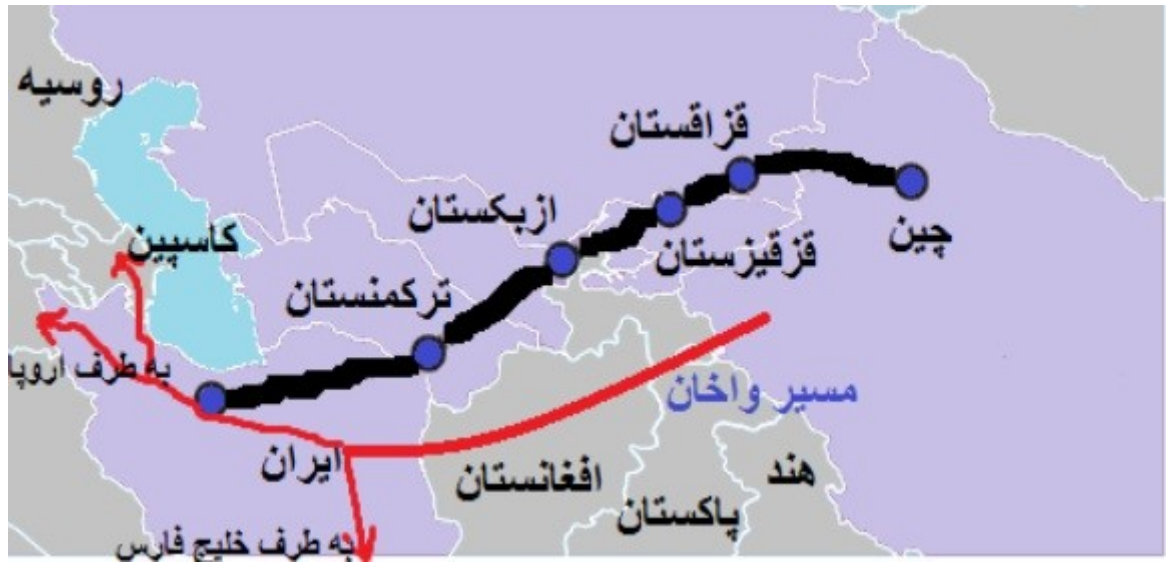 روسیه
قزاقستان
ازبکستان
چین
کاسپین
قزقیزستان
ترکمنستان
به طرف اروپا
مسیر واخان
ایران
افغانستان
هند
پاکستان
به طرف خلیج فارس